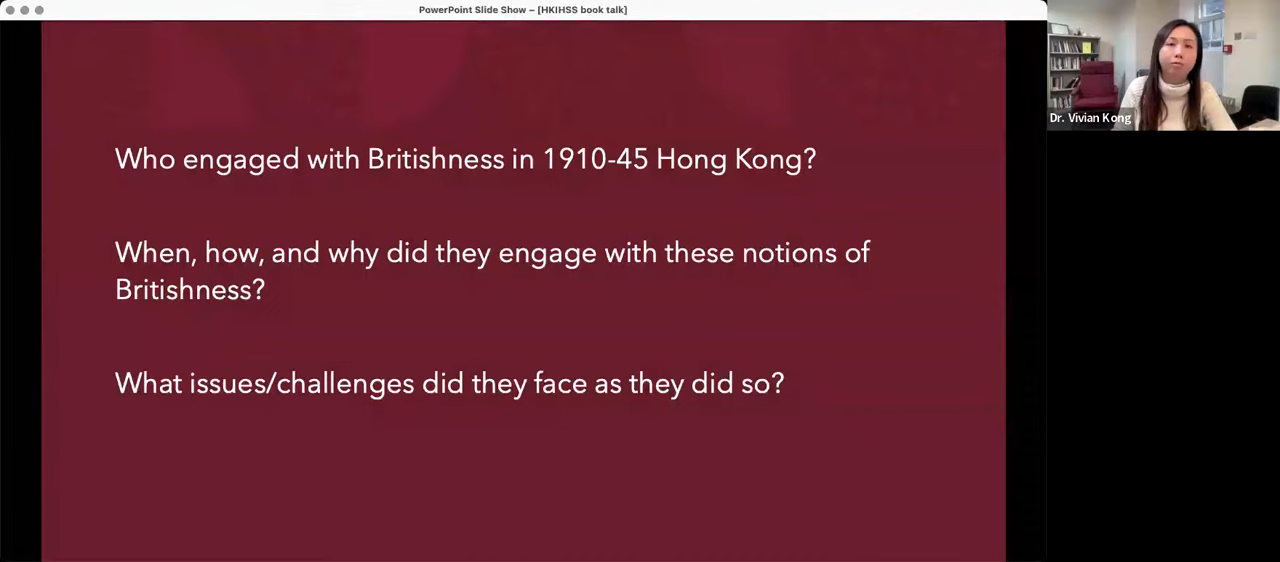 PowerPoint Slide Show – [HKIHSS book talk]
Dr. Vivian Kong
Who engaged with Britishness in 1910-45 Hong Kong?
When, how, and why did they engage with these notions of
Britishness?
What issues/challenges did they face as they did so?